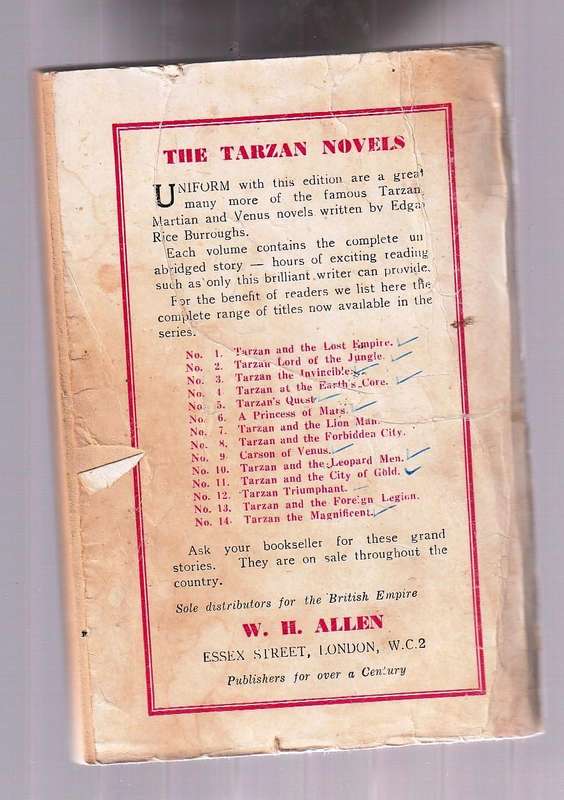 THE TARZAN NOVELS
UNIFORM with this edition are a great
many more of the famous Tarzan,
Martian and Venus novels written by Edgar
Rice Burroughs.
Each volume contains the complete un
abridged story — hours of exciting reading
such as only this brilliant writer can provide.
For the benefit of readers we list here the
complete range of titles now available in the
series.
No. 1. Tarzan and the Lost Empire.
No. 2. Tarzan Lord of the Jungle.
No. 3. Tarzan the Invincible.
No. 4 Tarzan at the Earth's Core.
No. 5. Tarzan's Quest
No. 6. A Princess of Mars.
No. 7. Tarzan and the Lion Man.
No. 8. Tarzan and the Forbidden City.
No. 9 Carson of Venus.
No. 10. Tarzan and the Leopard Men.
No. 11. Tarzan and the City of Gold.
No. 12. Tarzan Triumphant.
No. 13. Tarzan and the Foreign Legion.
No. 14. Tarzan the Magnificent.
Ask your bookseller for these grand
stories. They are on sale throughout the
country.
Sole distributors for the British Empire
W. H. ALLEN
ESSEX STREET, LONDON, W.C.2
Publishers for over a Century